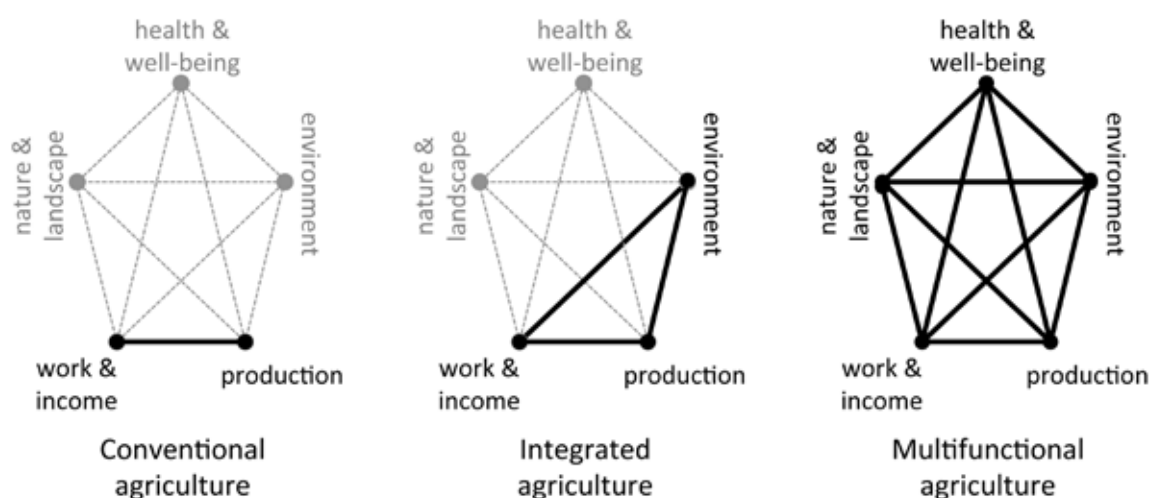 health &
well-being
nature &
landscape
environment
work &
income
production
Conventional
agriculture
health &
well-being
nature &
landscape
environment
work &
income
production
Integrated
agriculture
health &
well-being
nature &
landscape
environment
work &
income
production
Multifunctional
agriculture